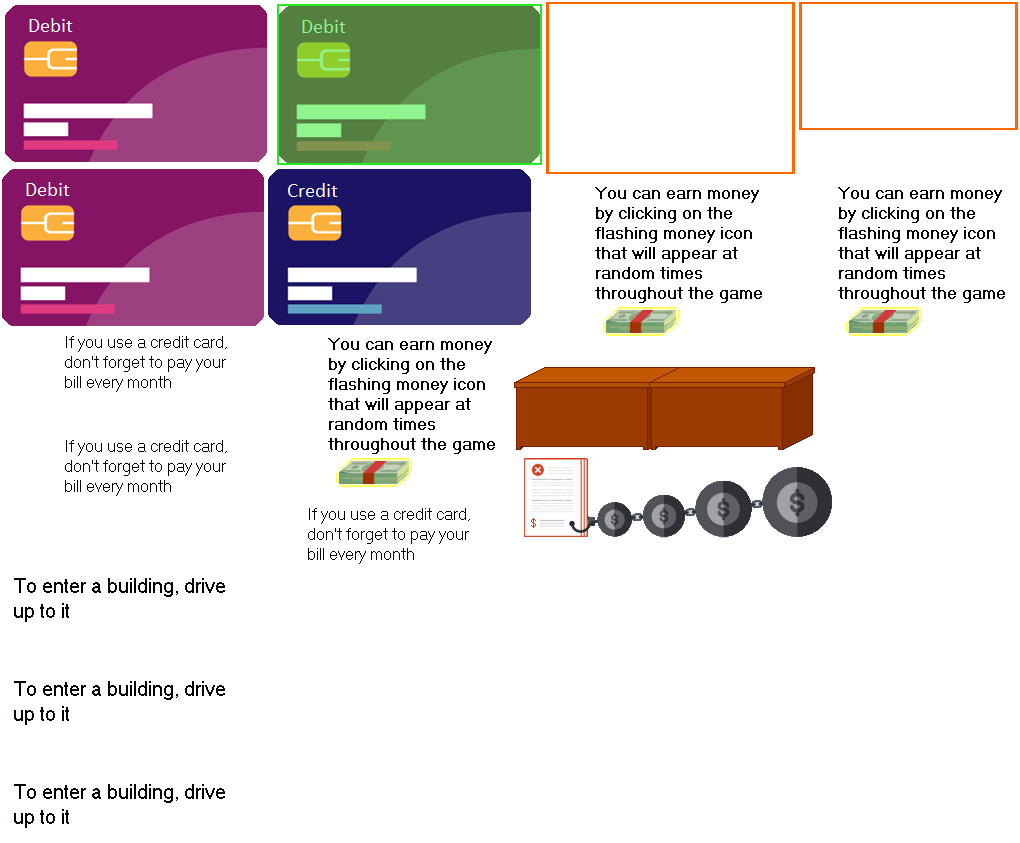 Debit
Debit
Debit
Credit
You can earn money
by clicking on the
flashing money icon
that will appear at
random times
throughout the game
You can earn money
by clicking on the
flashing money icon
that will appear at
random times
throughout the game
If you use a credit card,
don't forget to pay your
bill every month
You can earn money
by clicking on the
flashing money icon
that will appear at
random times
throughout the game
If you use a credit card,
don't forget to pay your
bill every month
$
$
$
$
$
If you use a credit card,
don't forget to pay your
bill every month
To enter a building, drive
up to it
To enter a building, drive
up to it
To enter a building, drive
up to it